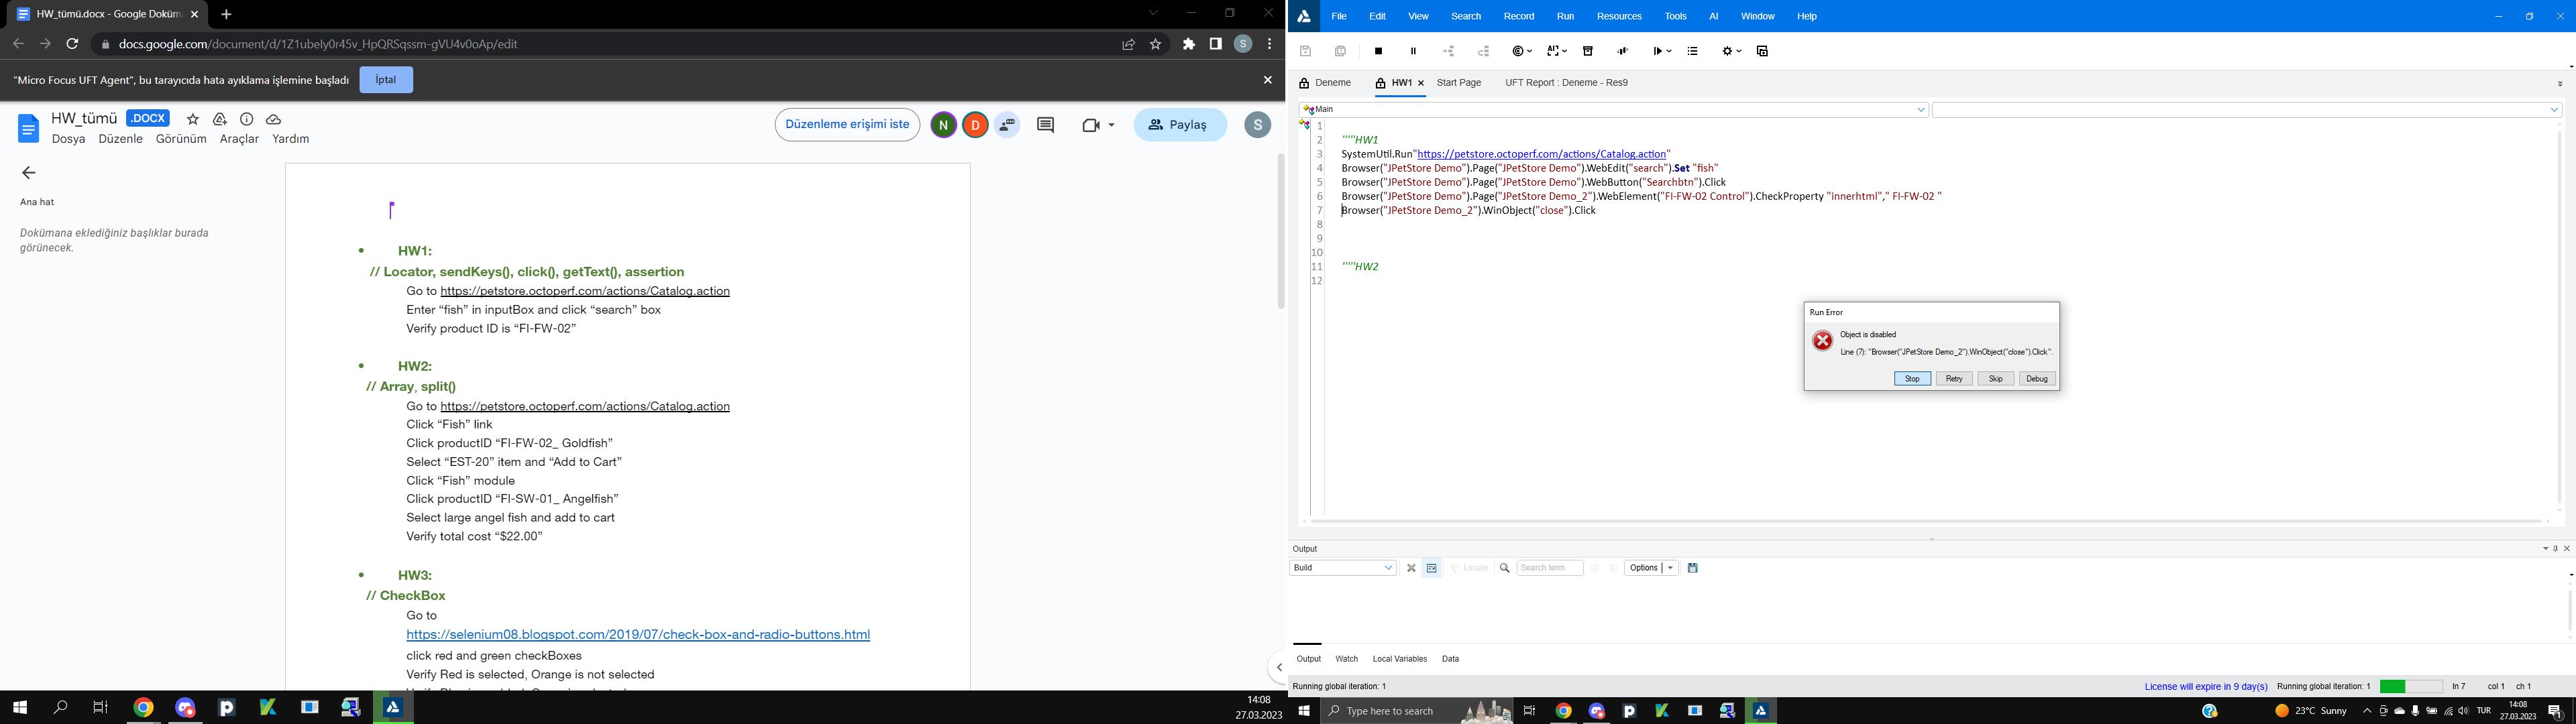 HW_tümü.docx - Google Doküm
docs.google.com/document/d/1Z1ubeIy0r45v_HpQRSqssm-gVU4v0oAp/edit
S
"Micro Focus UFT Agent", bu tarayıcıda hata ayıklama işlemine başladı
İptal
HW_tümü
.DOCX
Dosya Düzenle Görünüm Araçlar Yardım
Düzenleme erişimi iste
N
D
Paylaş
S
Ana hat
Dokümana eklediğiniz başlıklar burada
görünecek.
• HW1:
// Locator, sendKeys(), click(), getText(), assertion
Go to https://petstore.octoperf.com/actions/Catalog.action
Enter “fish” in inputBox and click “search” box
Verify product ID is “FI-FW-02”
• HW2:
// Array, split()
Go to https://petstore.octoperf.com/actions/Catalog.action
Click “Fish” link
Click productID “FI-FW-02_ Goldfish”
Select “EST-20” item and “Add to Cart”
Click “Fish” module
Click productID “FI-SW-01_ Angelfish”
Select large angel fish and add to cart
Verify total cost “$22.00”
• HW3:
// CheckBox
Go to
https://selenium08.blogspot.com/2019/07/check-box-and-radio-buttons.html
click red and green checkBoxes
Verify Red is selected, Orange is not selected
14:08
27.03.2023
File Edit View Search Record Run Resources Tools AI Window Help
Deneme HW1 Start Page UFT Report : Deneme - Res9
Main
1
2 '''''HW1
3 SystemUtil.Run"https://petstore.octoperf.com/actions/Catalog.action"
4 Browser("JPetStore Demo").Page("JPetStore Demo").WebEdit("search").Set "fish"
5 Browser("JPetStore Demo").Page("JPetStore Demo").WebButton("Searchbtn").Click
6 Browser("JPetStore Demo").Page("JPetStore Demo_2").WebElement("FI-FW-02 Control").CheckProperty "innerhtml"," FI-FW-02 "
7 Browser("JPetStore Demo_2").WinObject("close").Click
8
9
10
11 '''''HW2
12
Run Error
Object is disabled
Line (7): "Browser("JPetStore Demo_2").WinObject("close").Click".
Stop Retry Skip Debug
Output
Build
Locate
Search term
Options
Output Watch Local Variables Data
Running global iteration: 1
License will expire in 9 day(s)
Running global iteration: 1
ln 7 col 1 ch 1
Type here to search
23°C Sunny
TUR
14:08
27.03.2023